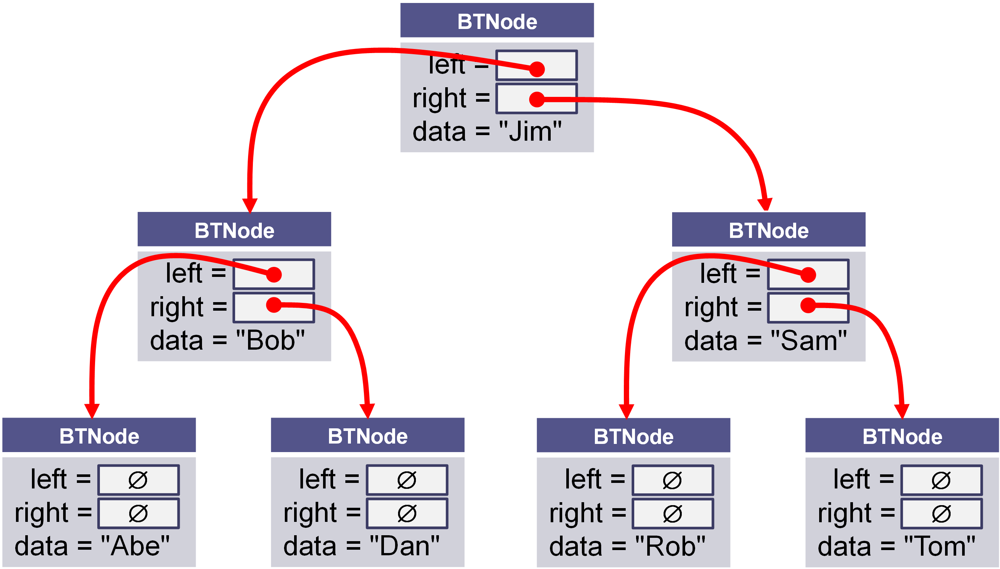 BTNode
left =
right =
data = "Jim"
BTNode
left =
right =
data = "Bob"
BTNode
left =
right =
data = "Sam"
BTNode
left = ∅
right = ∅
data = "Abe"
BTNode
left = ∅
right = ∅
data = "Dan"
BTNode
left = ∅
right = ∅
data = "Rob"
BTNode
left = ∅
right = ∅
data = "Tom"